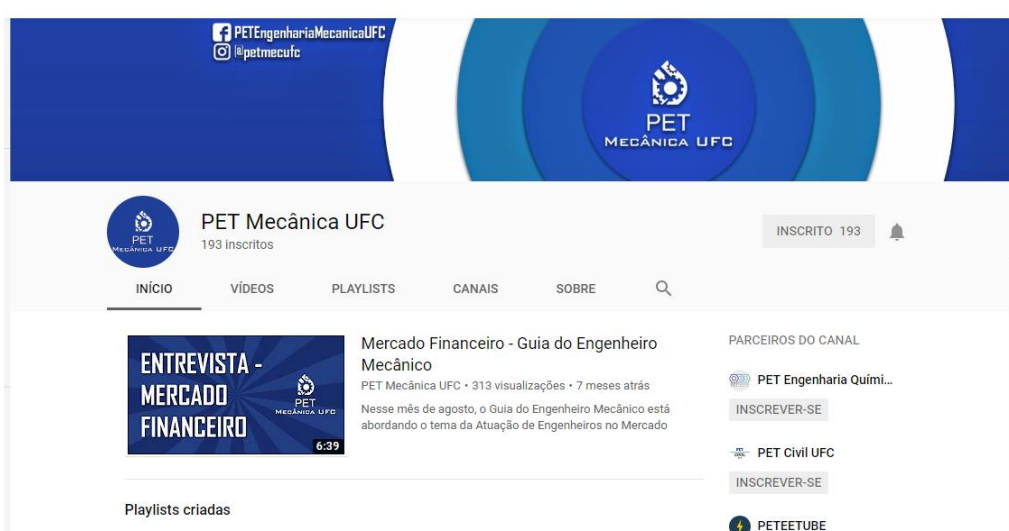 PETEngenhariaMecanicaUFC
@petmecufc
PET
MECÂNICA UFC
PET
MECÂNICA UFC
PET Mecânica UFC
193 inscritos
INSCRITO 193
INÍCIO VÍDEOS PLAYLISTS CANAIS SOBRE
ENTREVISTA -
MERCADO
FINANCEIRO
PET
MECÂNICA UFC
6:39
Mercado Financeiro - Guia do Engenheiro
Mecânico
PET Mecânica UFC • 313 visualizações • 7 meses atrás
Nesse mês de agosto, o Guia do Engenheiro Mecânico está
abordando o tema da Atuação de Engenheiros no Mercado
Playlists criadas
PARCEIROS DO CANAL
PET Engenharia Quími...
INSCREVER-SE
PET Civil UFC
INSCREVER-SE
PETEETUBE